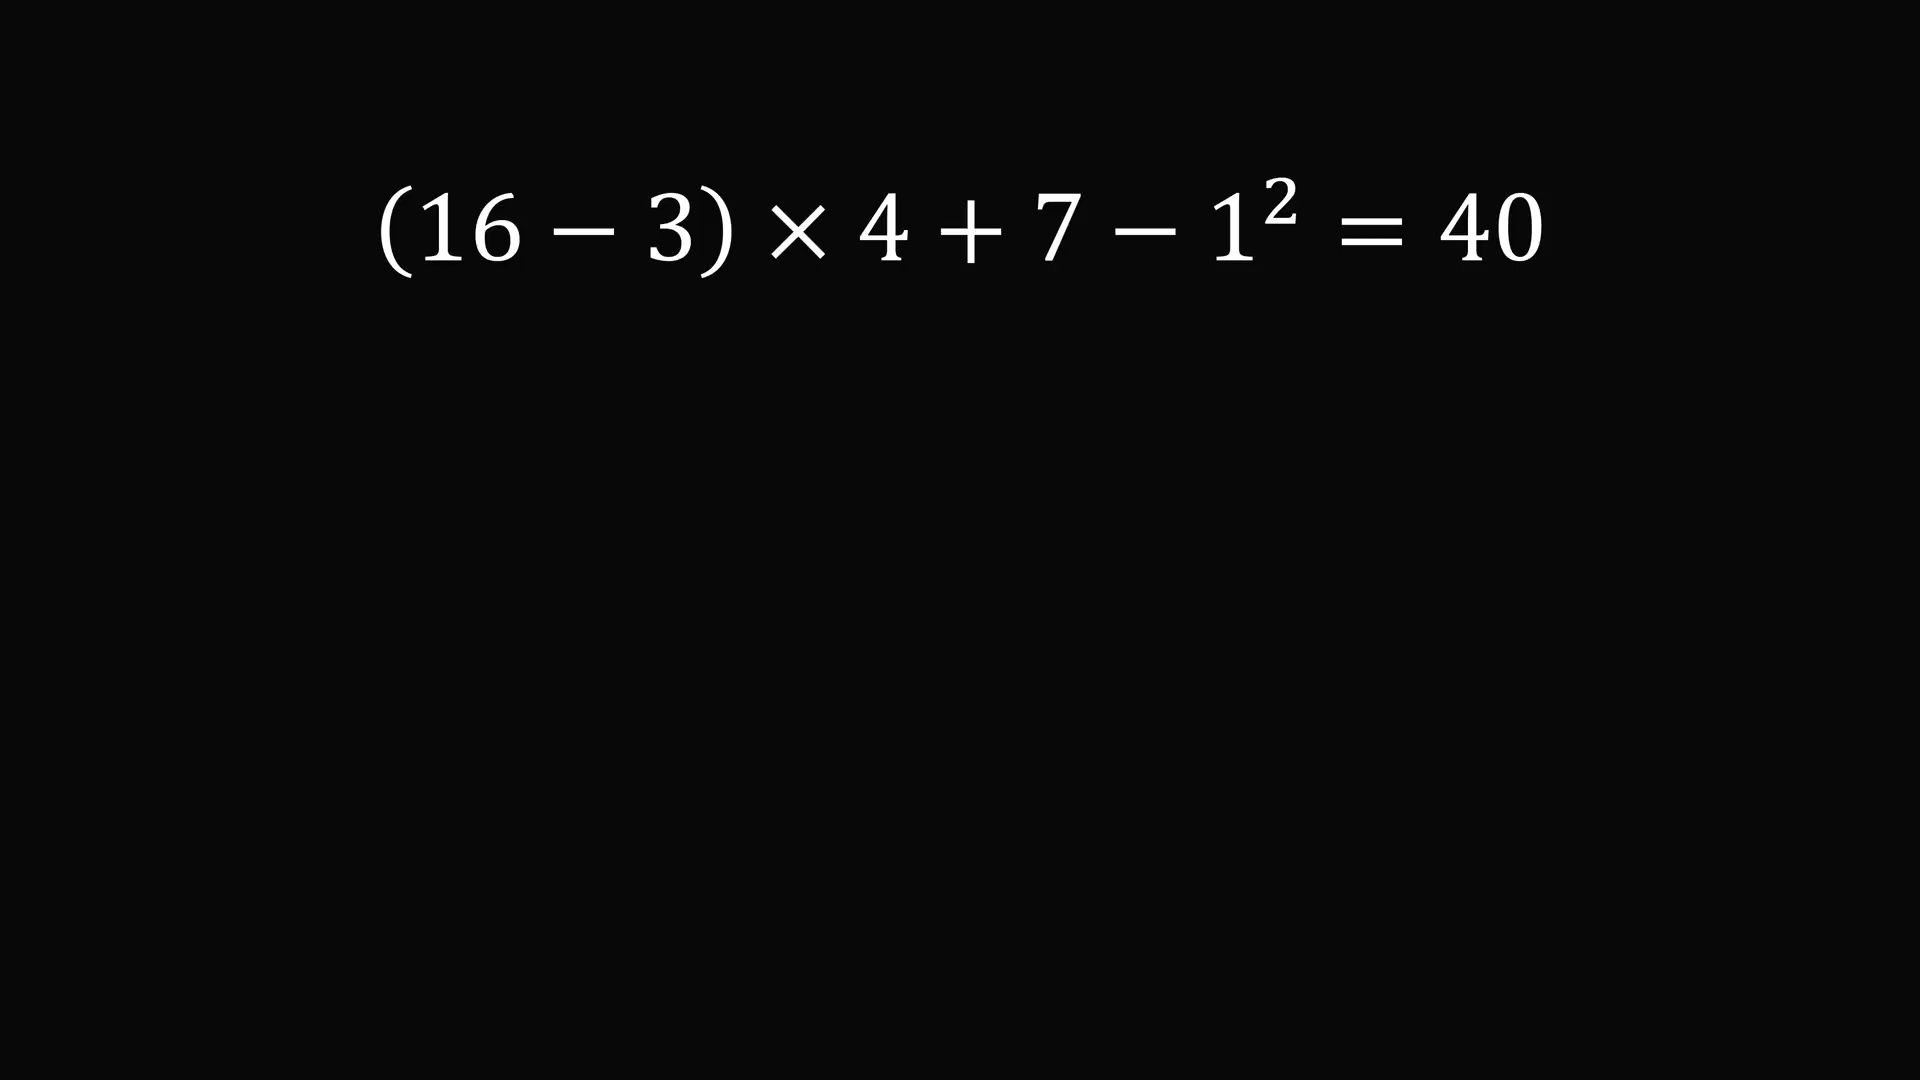 (16 − 3) × 4 + 7 − 1² = 40